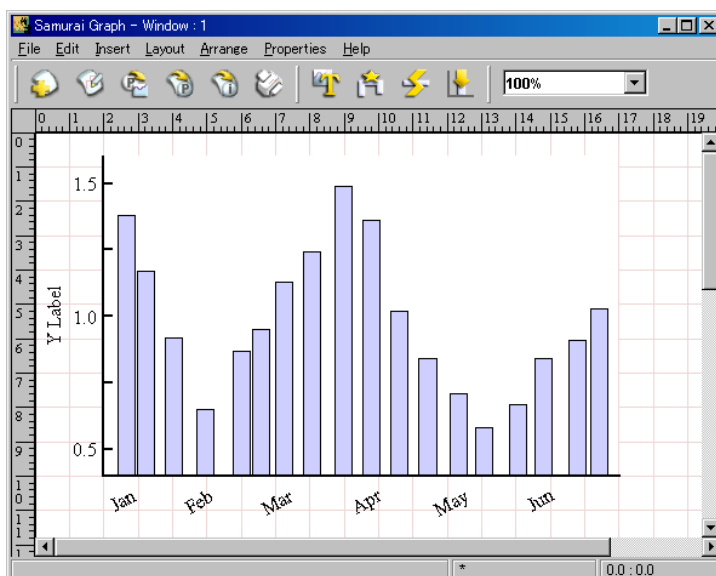 Samurai Graph - Window : 1
File Edit Insert Layout Arrange Properties Help
100%
0 1 2 3 4 5 6 7 8 9 10 11 12 13 14 15 16 17 18 19
0
1
2
3
4
5
6
7
8
9
10
11
1.5
1.0
0.5
Y Label
Jan Feb Mar Apr May Jun
* 0.0 : 0.0